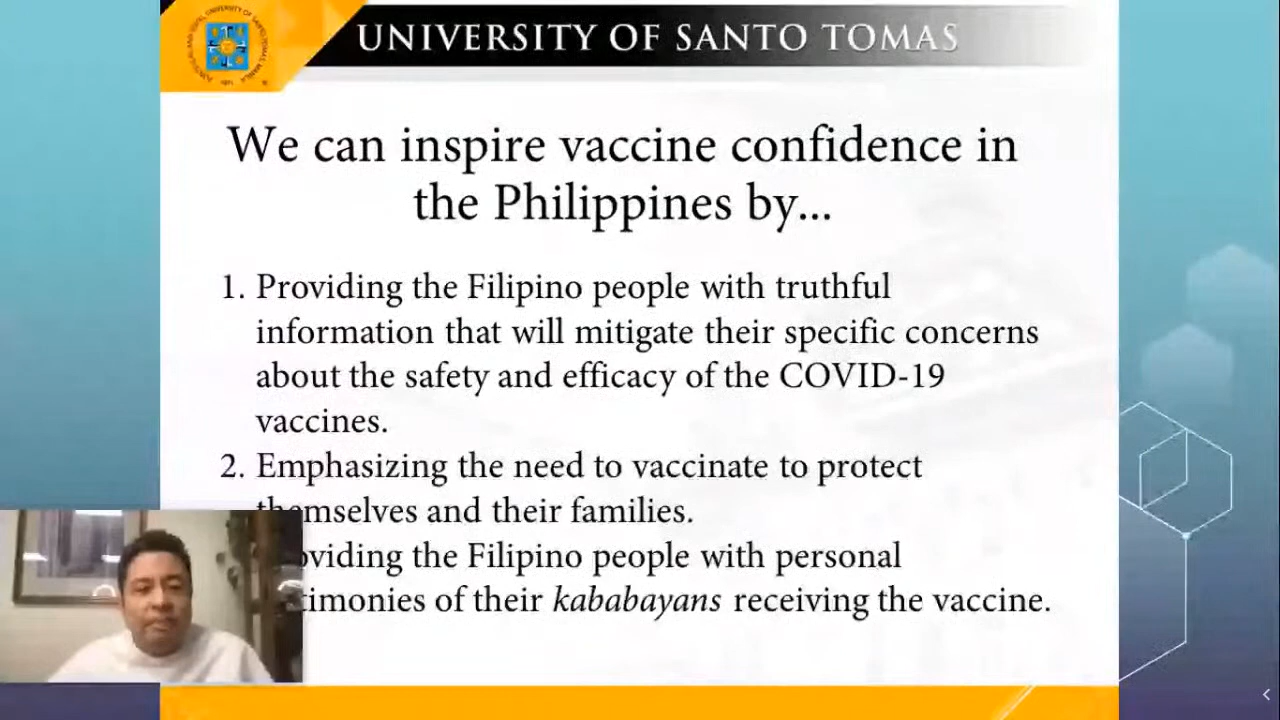 UNIVERSITY OF SANTO TOMAS
We can inspire vaccine confidence in
the Philippines by...
1. Providing the Filipino people with truthful
information that will mitigate their specific concerns
about the safety and efficacy of the COVID-19
vaccines.
2. Emphasizing the need to vaccinate to protect
themselves and their families.
oviding the Filipino people with personal
timonies of their kababayans receiving the vaccine.